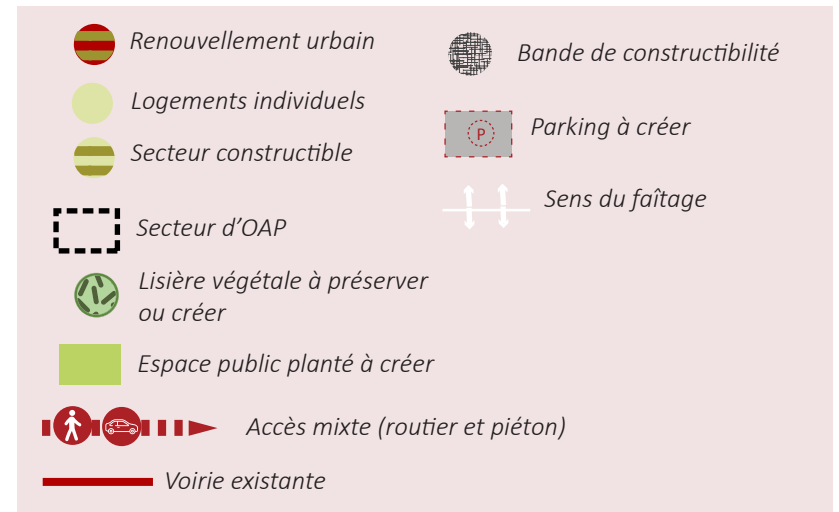 Renouvellement urbain
Logements individuels
Secteur constructible
Secteur d'OAP
Lisière végétale à préserver
ou créer
Espace public planté à créer
Accès mixte (routier et piéton)
Voirie existante
Bande de constructibilité
P
Parking à créer
Sens du faîtage